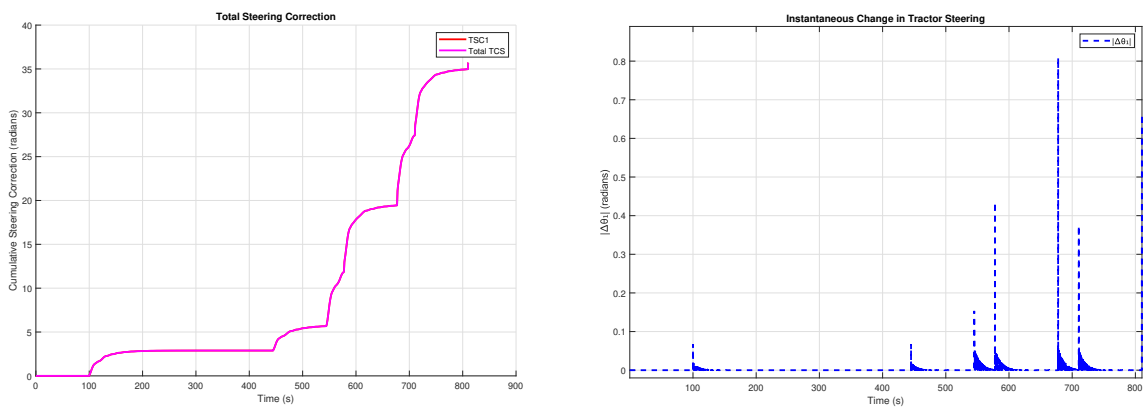 Total Steering Correction
Cumulative Steering Correction (radians)
40
35
30
25
20
15
10
5
0
0 100 200 300 400 500 600 700 800 900
Time (s)
TSC1
Total TCS
Instantaneous Change in Tractor Steering
|Δθ₁| (radians)
0.8
0.7
0.6
0.5
0.4
0.3
0.2
0.1
0
100 200 300 400 500 600 700 800
Time (s)
|Δθ₁|